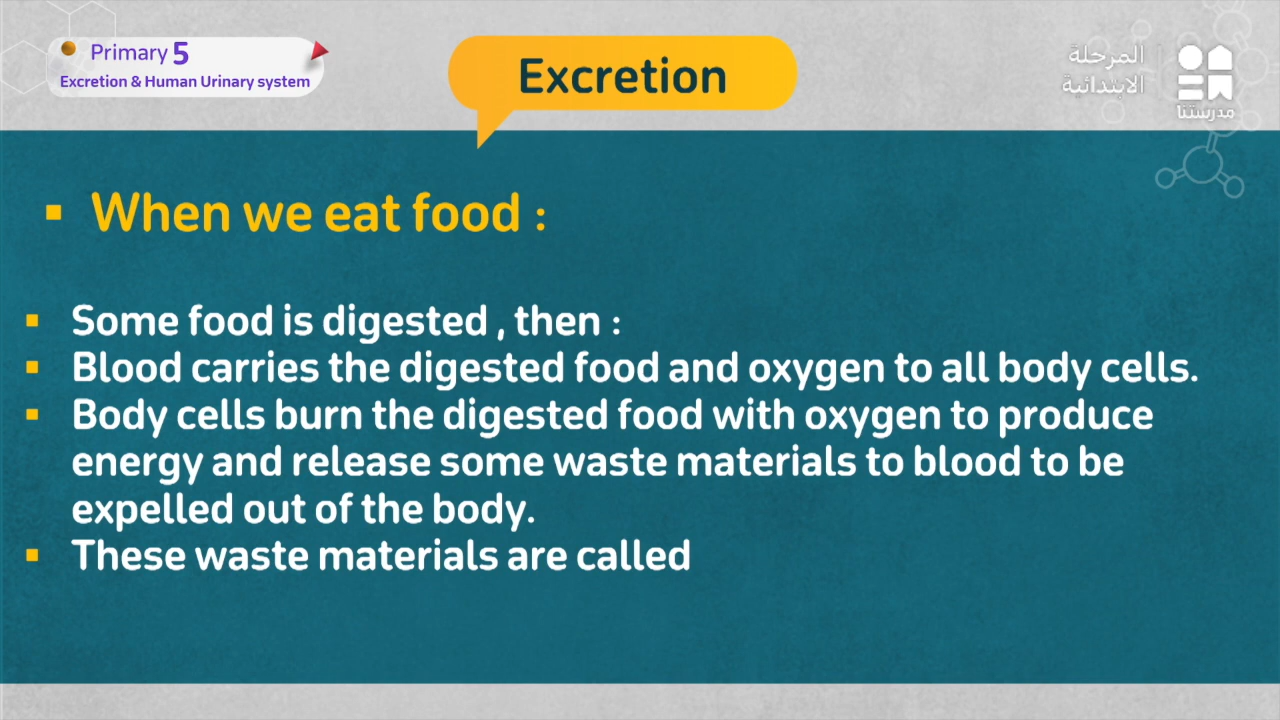 Primary 5
Excretion & Human Urinary system
Excretion
المرحلة
الابتدائية
مدرستنا
▪ When we eat food :
▪ Some food is digested , then :
▪ Blood carries the digested food and oxygen to all body cells.
▪ Body cells burn the digested food with oxygen to produce
energy and release some waste materials to blood to be
expelled out of the body.
▪ These waste materials are called